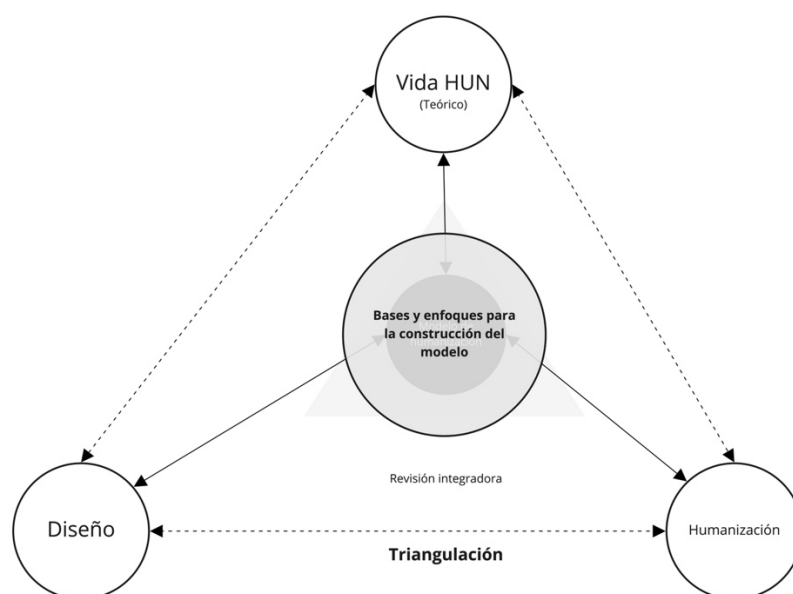 Vida HUN
(Teórico)
Bases y enfoques para
la construcción del
modelo
Revisión integradora
Diseño
Humanización
Triangulación